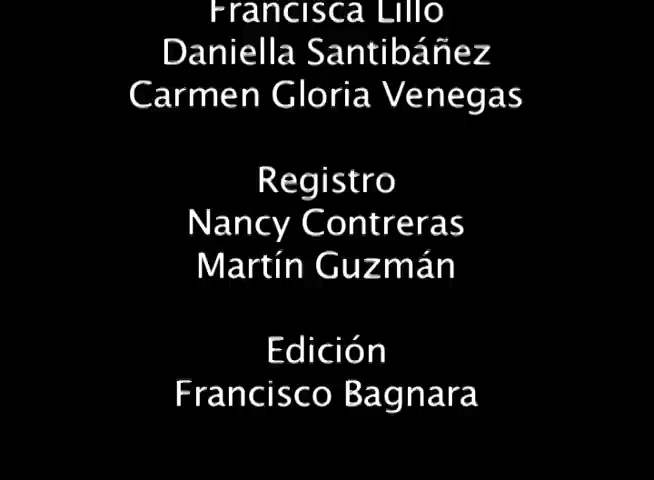 Francisca Lillo
Daniella Santibáñez
Carmen Gloria Venegas
Registro
Nancy Contreras
Martín Guzmán
Edición
Francisco Bagnara